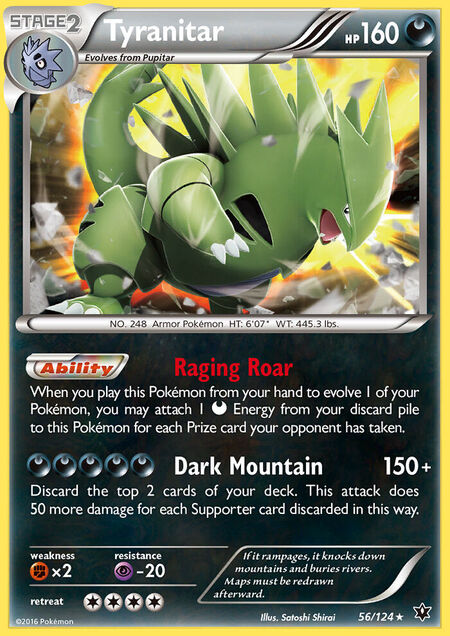 STAGE2
Tyranitar
HP160
Evolves from Pupitar
NO. 248 Armor Pokémon HT: 6'07" WT: 445.3 lbs.
Ability
Raging Roar
When you play this Pokémon from your hand to evolve 1 of your
Pokémon, you may attach 1 Energy from your discard pile
to this Pokémon for each Prize card your opponent has taken.
Dark Mountain 150+
Discard the top 2 cards of your deck. This attack does
50 more damage for each Supporter card discarded in this way.
weakness
×2
resistance
-20
retreat
If it rampages, it knocks down
mountains and buries rivers.
Maps must be redrawn
afterward.
©2016 Pokémon
Illus. Satoshi Shirai
56/124★